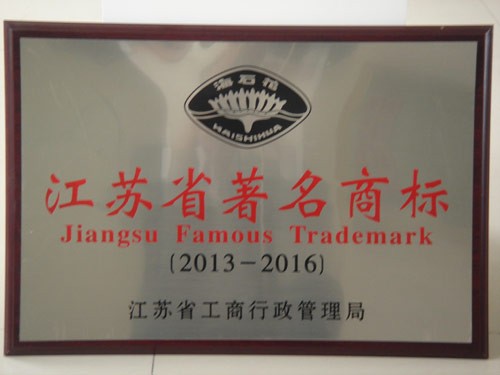 海石花
HAISHIHUA
江苏省著名商标
Jiangsu Famous Trademark
(2013-2016)
江苏省工商行政管理局